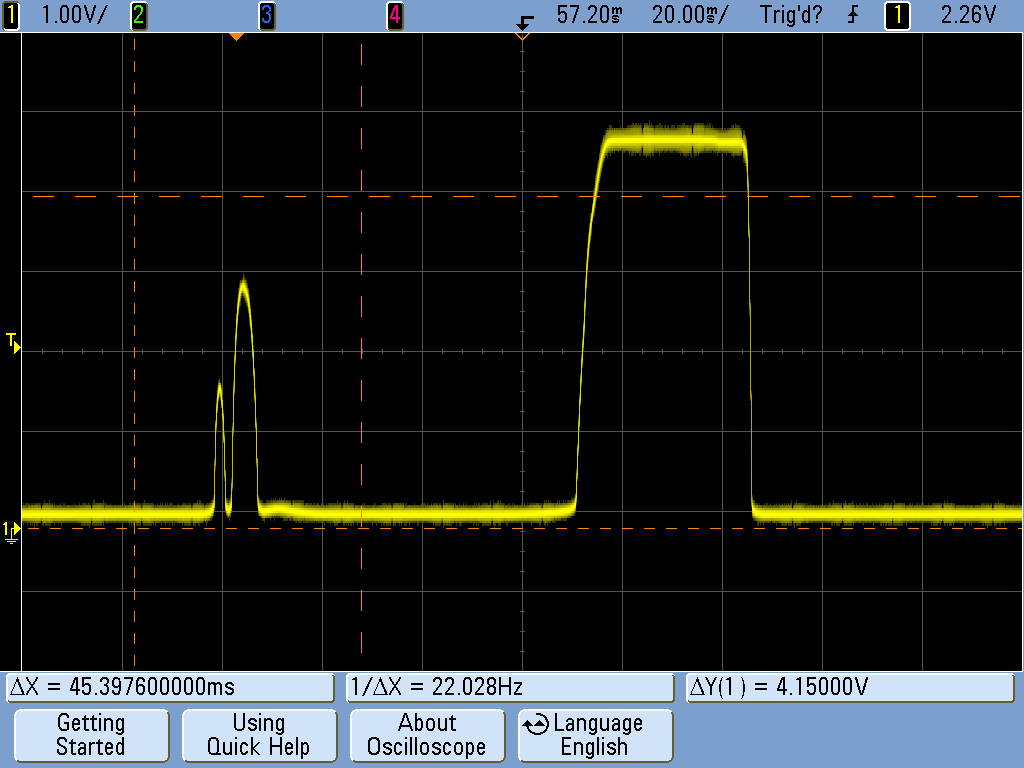 1 1.00V/ 2 3 4 57.20ms 20.00ms/ Trig'd? 1 2.26V
T
1
ΔX = 45.397600000ms 1/ΔX = 22.028Hz ΔY(1) = 4.15000V
Getting Started
Using Quick Help
About Oscilloscope
Language English